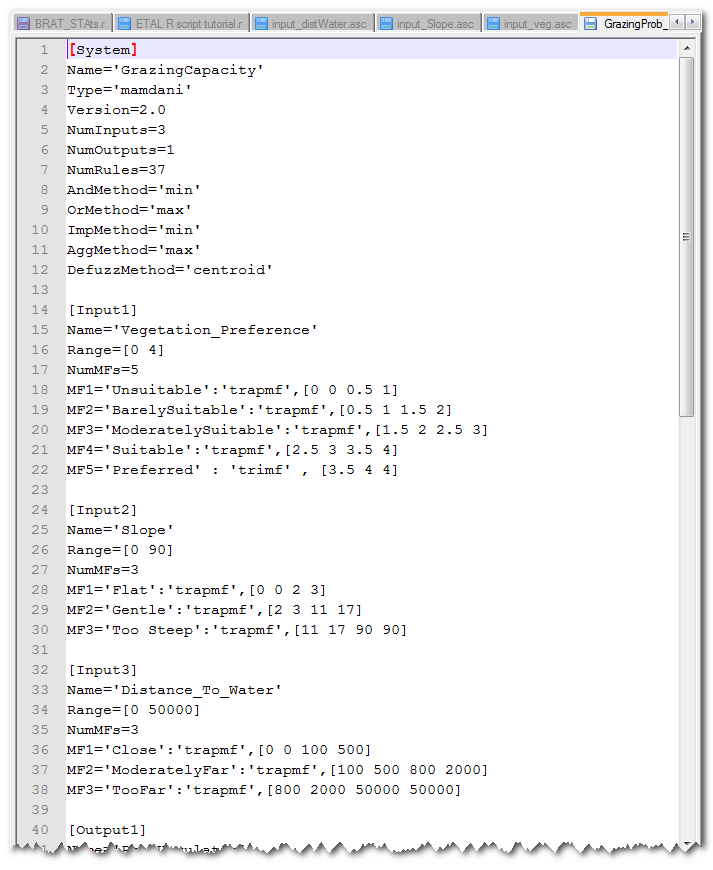 BRAT_STAts.r ETAL R script tutorial.r input_distWater.asc input_Slope.asc input_veg.asc GrazingProb_
1 [System]
2 Name='GrazingCapacity'
3 Type='mamdani'
4 Version=2.0
5 NumInputs=3
6 NumOutputs=1
7 NumRules=37
8 AndMethod='min'
9 OrMethod='max'
10 ImpMethod='min'
11 AggMethod='max'
12 DefuzzMethod='centroid'
13
14 [Input1]
15 Name='Vegetation_Preference'
16 Range=[0 4]
17 NumMFs=5
18 MF1='Unsuitable':'trapmf',[0 0 0.5 1]
19 MF2='BarelySuitable':'trapmf',[0.5 1 1.5 2]
20 MF3='ModeratelySuitable':'trapmf',[1.5 2 2.5 3]
21 MF4='Suitable':'trapmf',[2.5 3 3.5 4]
22 MF5='Preferred' : 'trimf' , [3.5 4 4]
23
24 [Input2]
25 Name='Slope'
26 Range=[0 90]
27 NumMFs=3
28 MF1='Flat':'trapmf',[0 0 2 3]
29 MF2='Gentle':'trapmf',[2 3 11 17]
30 MF3='Too Steep':'trapmf',[11 17 90 90]
31
32 [Input3]
33 Name='Distance_To_Water'
34 Range=[0 50000]
35 NumMFs=3
36 MF1='Close':'trapmf',[0 0 100 500]
37 MF2='ModeratelyFar':'trapmf',[100 500 800 2000]
38 MF3='TooFar':'trapmf',[800 2000 50000 50000]
39
40 [Output1]